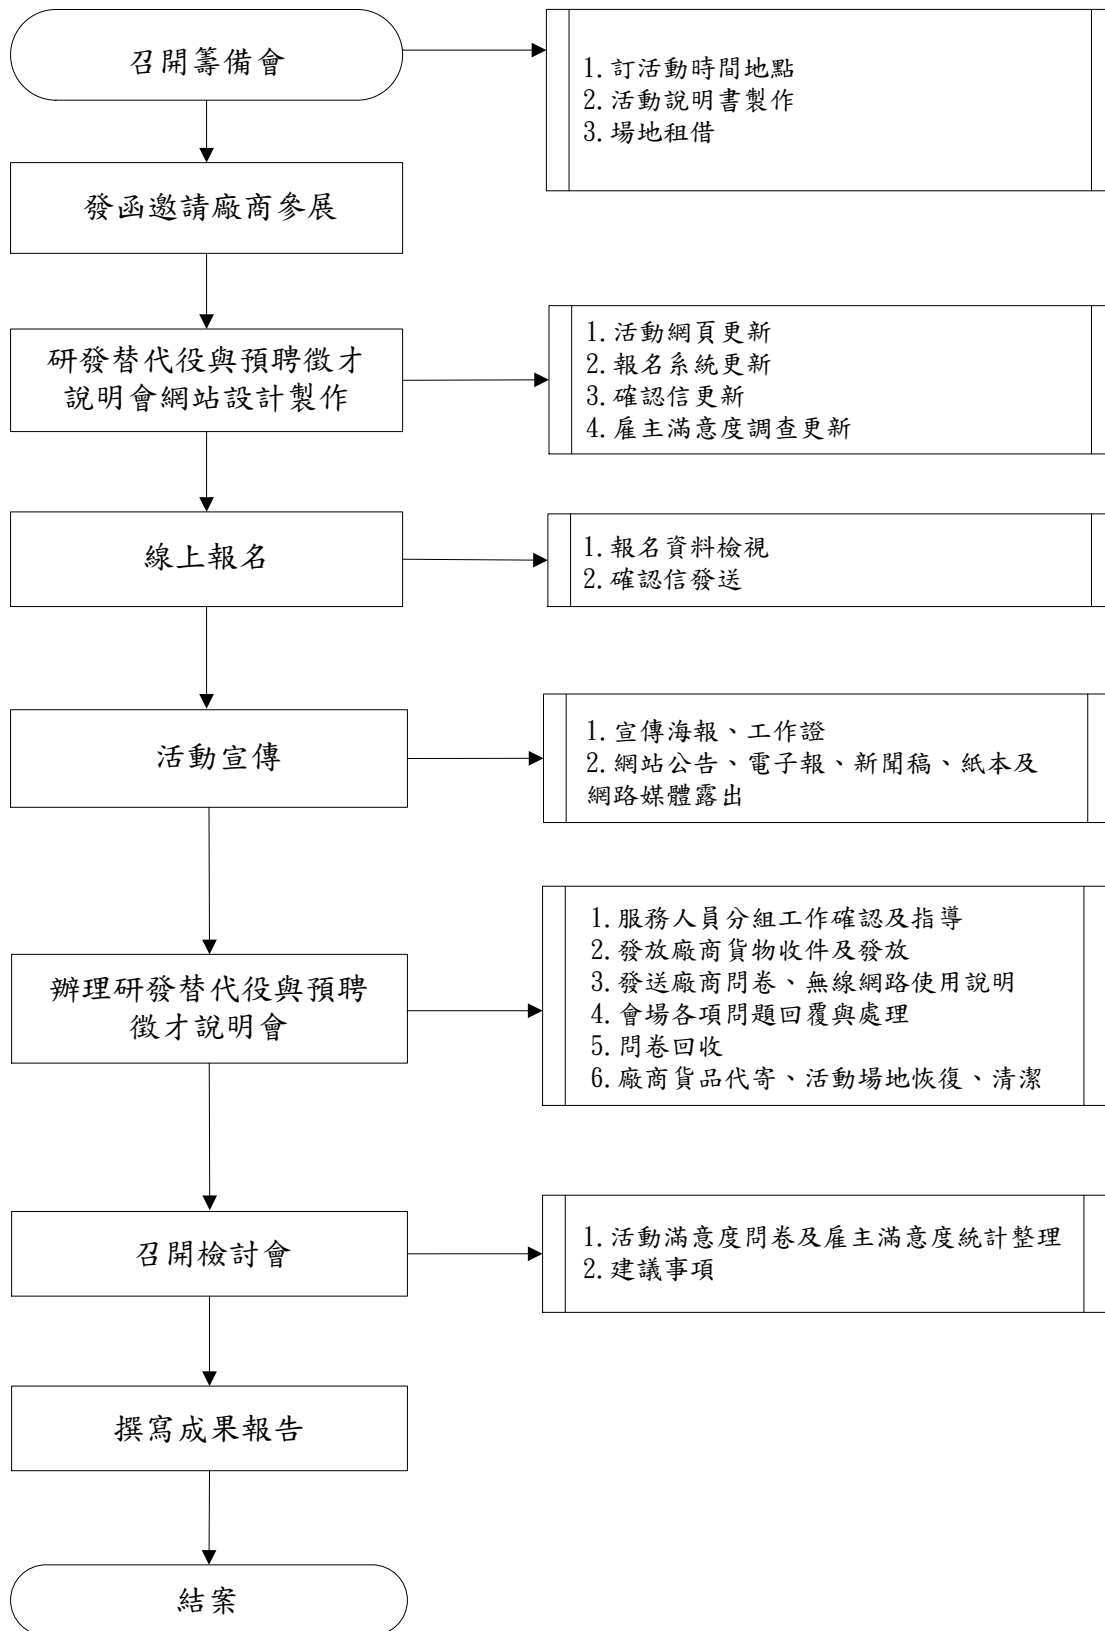 召開籌備會
1.訂活動時間地點
2.活動說明書製作
3.場地租借
發函邀請廠商參展
研發替代役與預聘徵才
說明會網站設計製作
1.活動網頁更新
2.報名系統更新
3.確認信更新
4.雇主滿意度調查更新
線上報名
1.報名資料檢視
2.確認信發送
活動宣傳
1.宣傳海報、工作證
2.網站公告、電子報、新聞稿、紙本及
網路媒體露出
辦理研發替代役與預聘
徵才說明會
1.服務人員分組工作確認及指導
2.發放廠商貨物收件及發放
3.發送廠商問卷、無線網路使用說明
4.會場各項問題回覆與處理
5.問卷回收
6.廠商貨品代寄、活動場地恢復、清潔
召開檢討會
1.活動滿意度問卷及雇主滿意度統計整理
2.建議事項
撰寫成果報告
結案